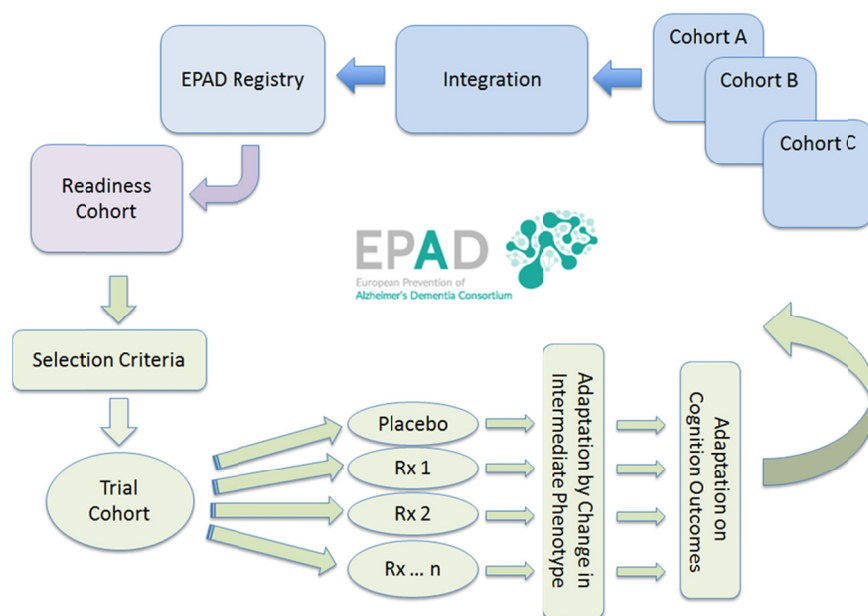 Cohort A
Cohort B
Cohort C
Integration
EPAD Registry
Readiness
Cohort
EPAD
European Prevention of
Alzheimer's Dementia Consortium
Selection Criteria
Trial
Cohort
Placebo
Rx 1
Rx 2
Rx ... n
Adaptation by Change in
Intermediate Phenotype
Adaptation on
Cognition Outcomes